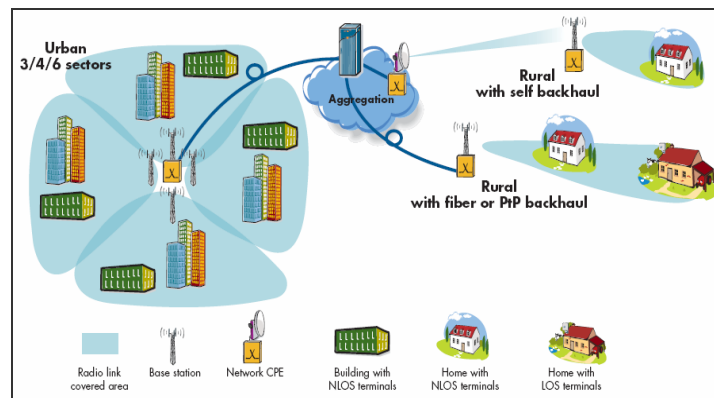 Urban
3/4/6 sectors
Aggregation
Rural
with self backhaul
Rural
with fiber or PtP backhaul
Radio link
covered area
Base station
Network CPE
Building with
NLOS terminals
Home with
NLOS terminals
Home with
LOS terminals